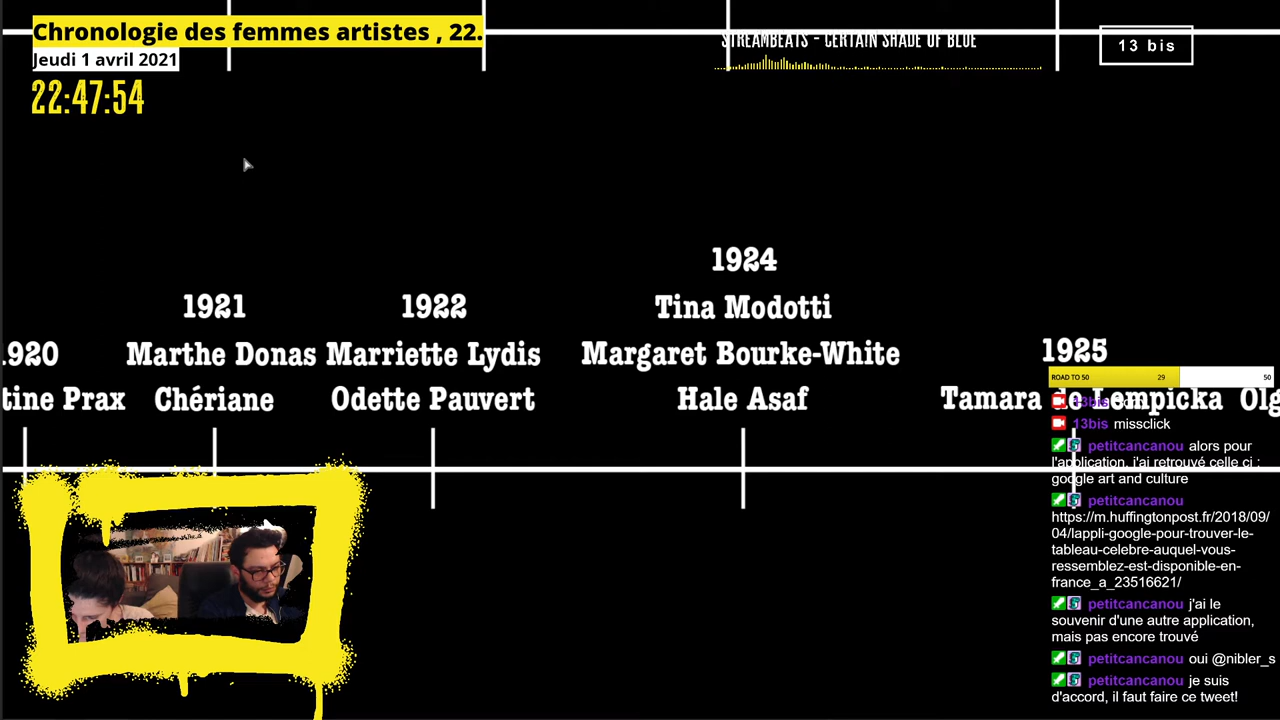 Chronologie des femmes artistes , 22.
Jeudi 1 avril 2021
22:47:54
STREAMBEATS - CERTAIN SHADE OF BLUE
13 bis
1924
Tina Modotti
Margaret Bourke-White
Hale Asaf
1921
Marthe Donas
Chériane
1922
Marriette Lydis
Odette Pauvert
1920
tine Prax
1925
Tamara de Lempicka
Olg
ROAD TO 50 29 50
13bis
13bis missclick
petitcancanou alors pour
l'application, j'ai retrouvé celle ci :
google art and culture
petitcancanou
https://m.huffingtonpost.fr/2018/09/
04/lappli-google-pour-trouver-le-
tableau-celebre-auquel-vous-
ressemblez-est-disponible-en-
france_a_23516621/
petitcancanou j'ai le
souvenir d'une autre application,
mais pas encore trouvé
petitcancanou oui @nibler_s
petitcancanou je suis
d'accord, il faut faire ce tweet!